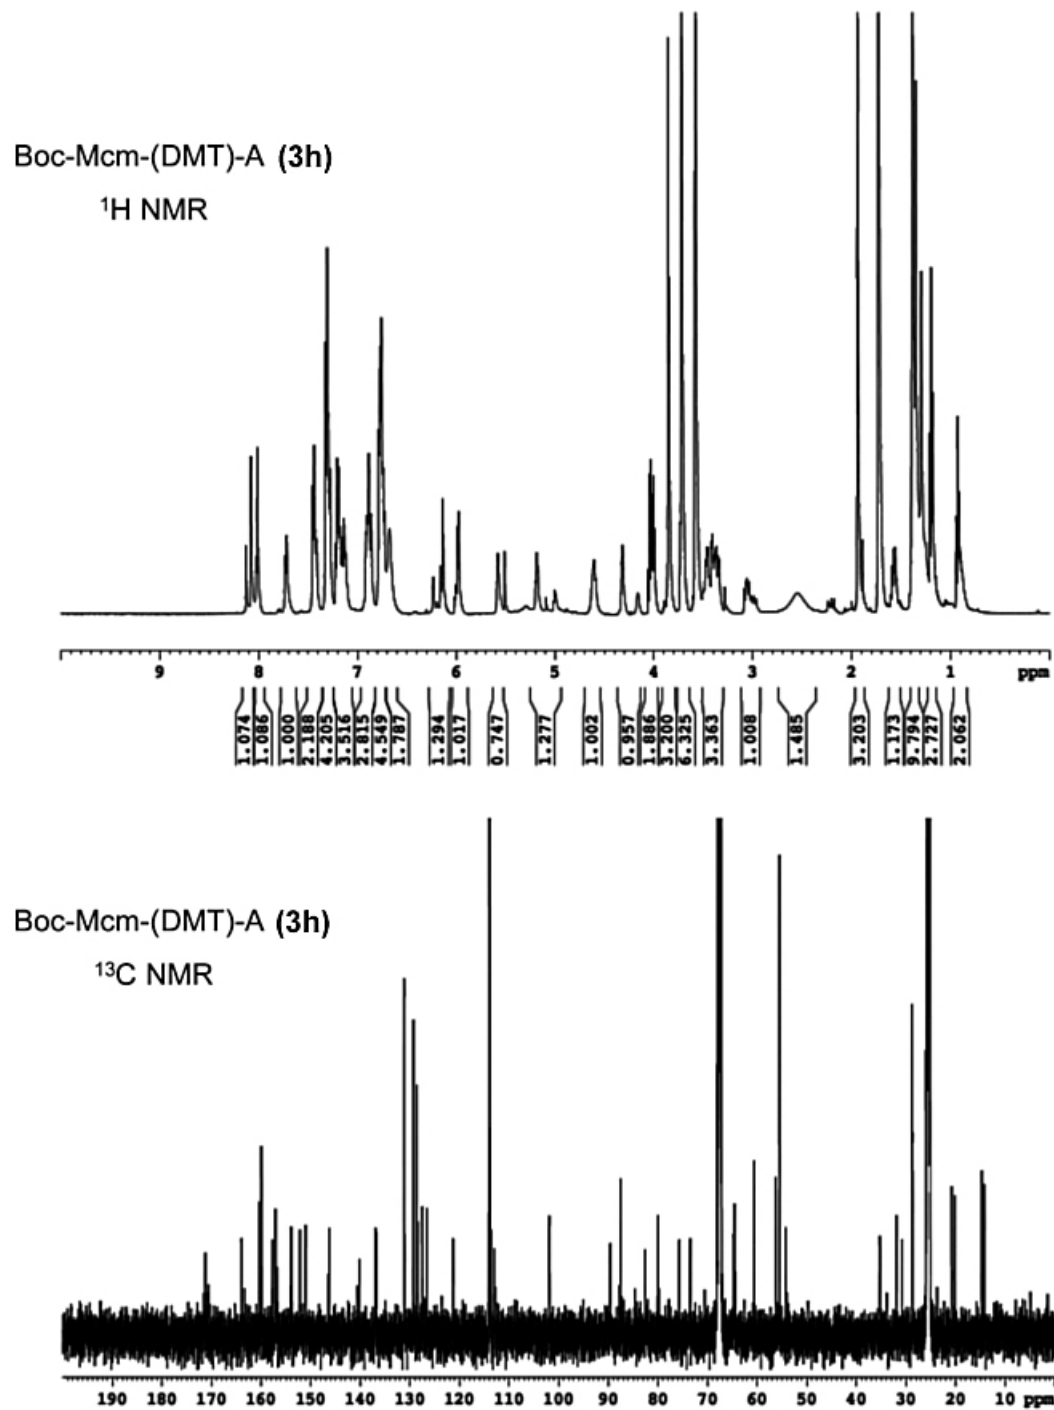 Boc-Mcm-(DMT)-A (3h)
¹H NMR
9 8 7 6 5 4 3 2 1 ppm
1.074 1.086 1.000 2.188 4.205 3.516 2.815 4.549 1.787 1.294 1.017 0.747 1.277 1.002 0.957 1.886 3.200 6.325 3.363 1.008 1.485 3.203 1.173 9.794 2.727 2.062
Boc-Mcm-(DMT)-A (3h)
¹³C NMR
190 180 170 160 150 140 130 120 110 100 90 80 70 60 50 40 30 20 10 ppm